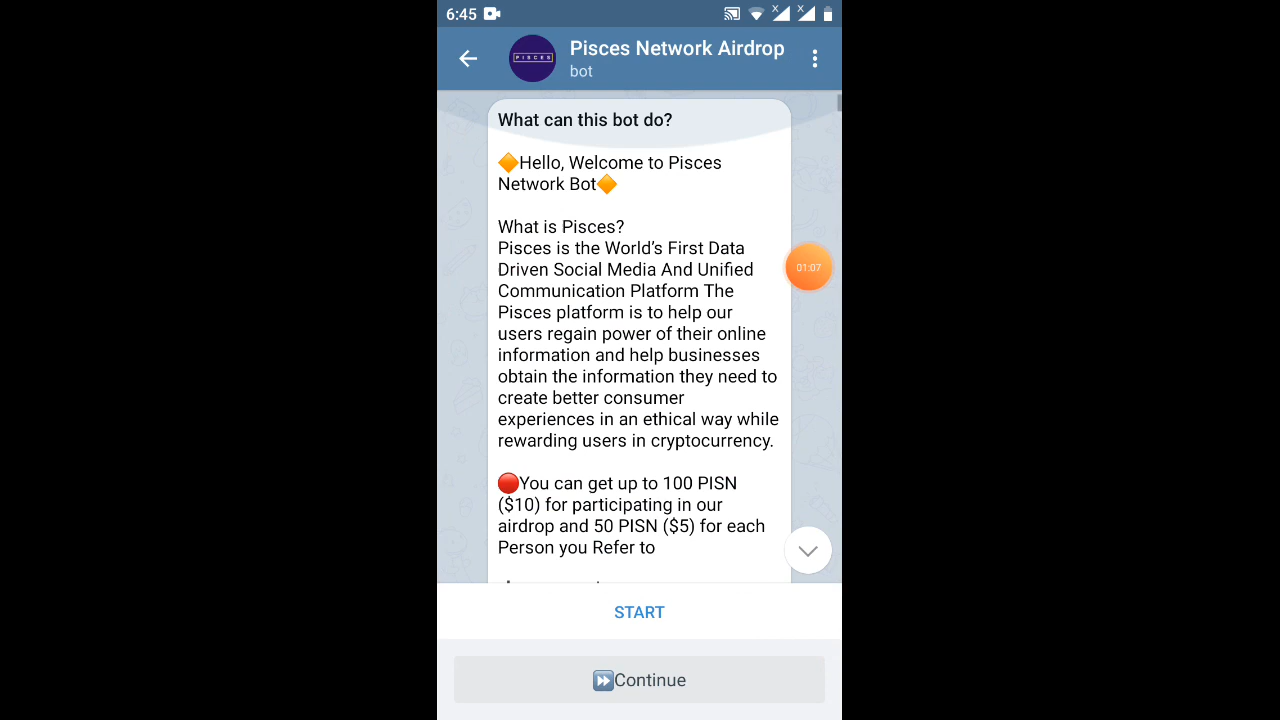 6:45
Pisces Network Airdrop
PISCES
bot
What can this bot do?
🔶Hello, Welcome to Pisces
Network Bot🔶
What is Pisces?
Pisces is the World's First Data
Driven Social Media And Unified
Communication Platform The
Pisces platform is to help our
users regain power of their online
information and help businesses
obtain the information they need to
create better consumer
experiences in an ethical way while
rewarding users in cryptocurrency.
🔴You can get up to 100 PISN
($10) for participating in our
airdrop and 50 PISN ($5) for each
Person you Refer to
01:07
START
⏩Continue